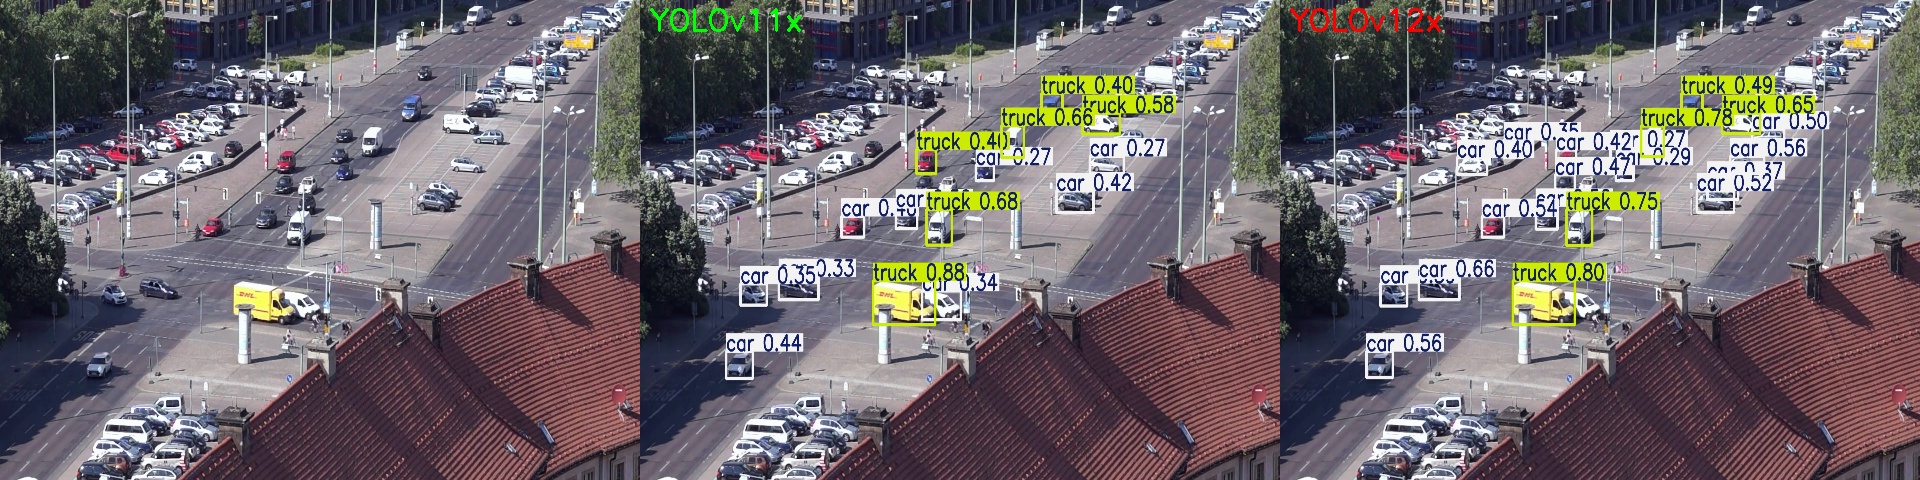 YOLOv11x
truck 0.40
truck 0.58
truck 0.66
truck 0.40
car 0.27
car 0.27
car 0.42
truck 0.68
car
car 0.33
car 0.35
truck 0.88
0.34
car 0.44
YOLOv12x
truck 0.49
truck 0.65
truck 0.78
0.50
0.27
car 0.42
car 0.40
0.29
car 0.56
car 0.47
car 0.52
truck 0.75
car 0.54
car 0.66
car
truck 0.80
car 0.56